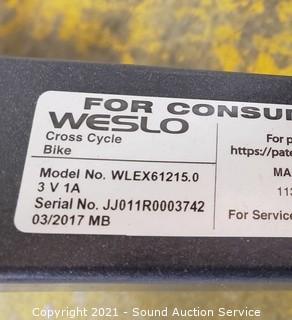 FOR CONSU
WESLO
Cross Cycle
Bike
Model No. WLEX61215.0
3 V 1A
Serial No. JJ011R0003742
03/2017 MB
For p
https://pate
MA
113
For Service
Copyright © 2021 - Sound Auction Service